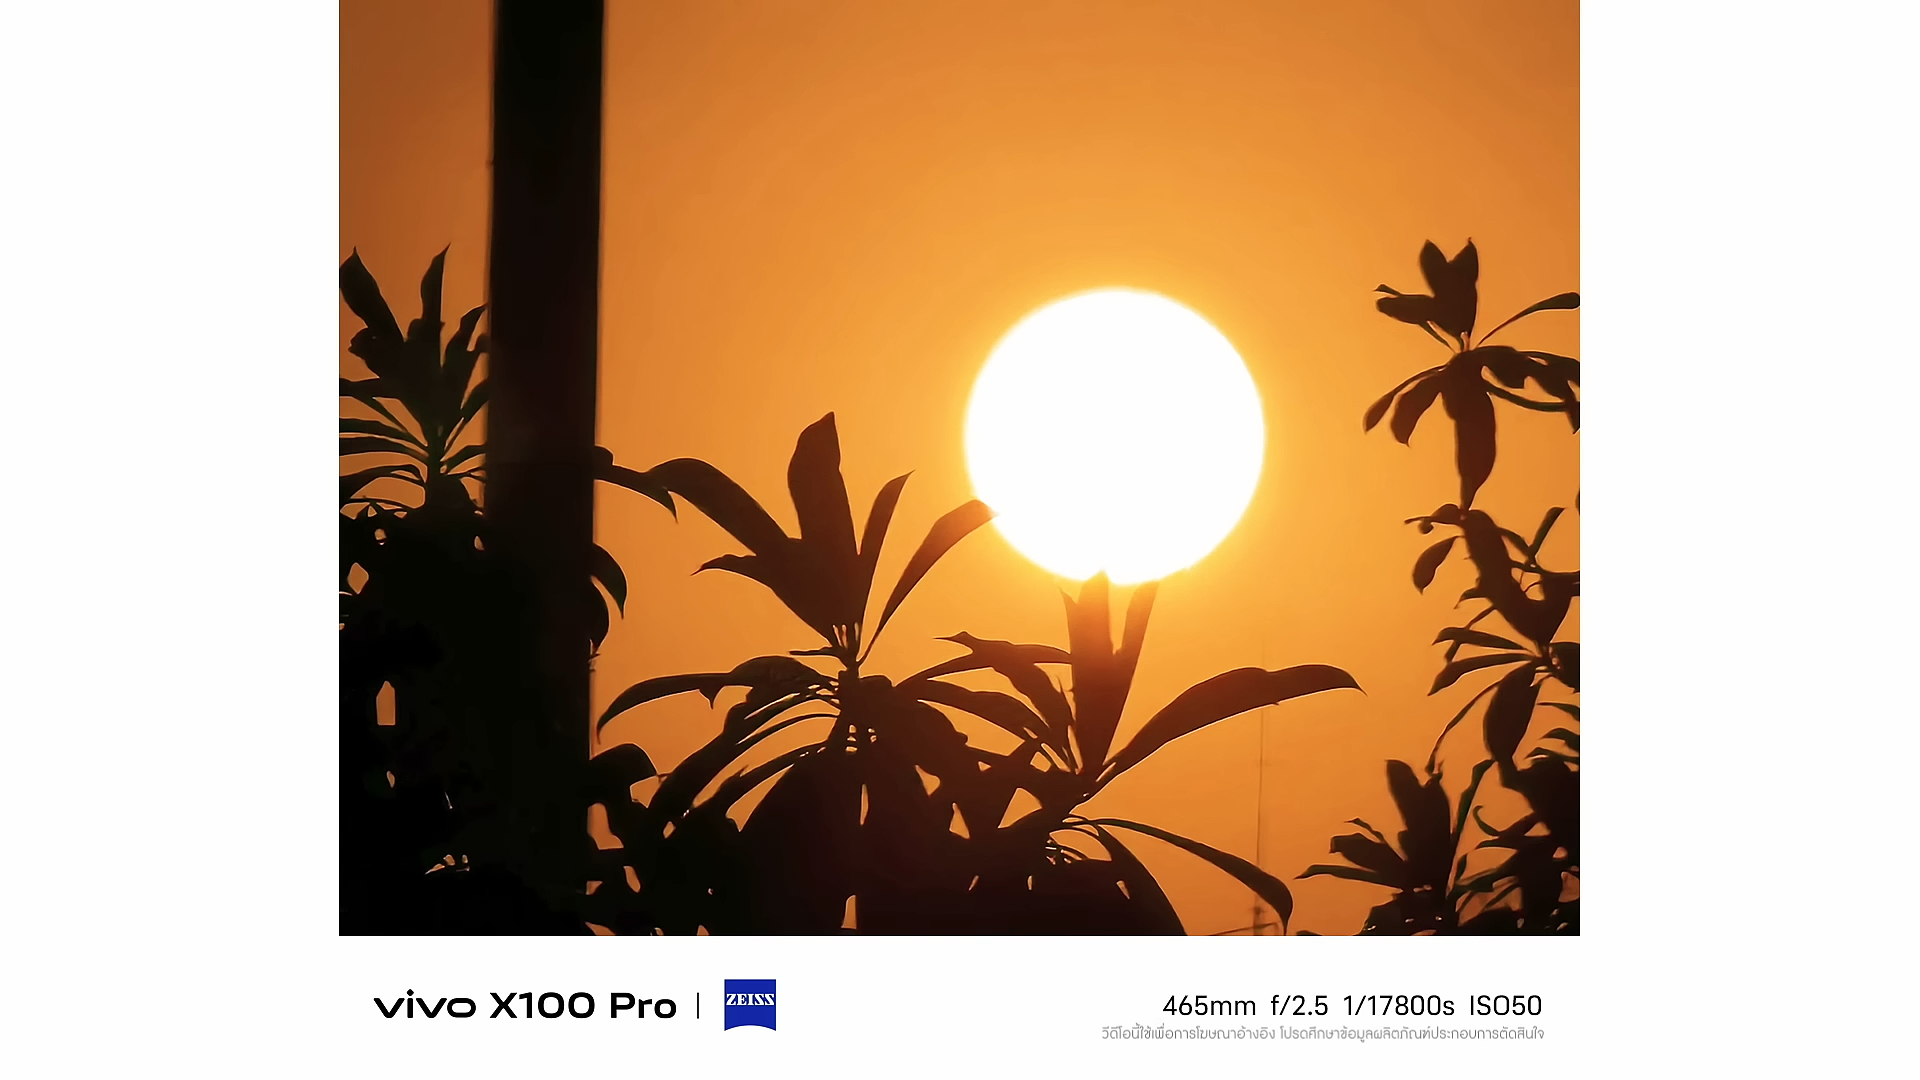 vivo X100 Pro | ZEISS
465mm f/2.5 1/17800s ISO50
วีดีโอนี้ใช้เพื่อการโฆษณาอ้างอิง โปรดศึกษาข้อมูลผลิตภัณฑ์ประกอบการตัดสินใจ